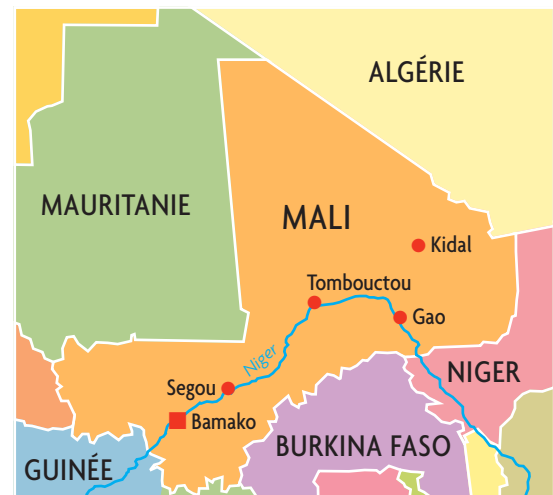 ALGÉRIE
MAURITANIE
MALI
Kidal
Tombouctou
Gao
Niger
NIGER
Segou
Bamako
BURKINA FASO
GUINÉE